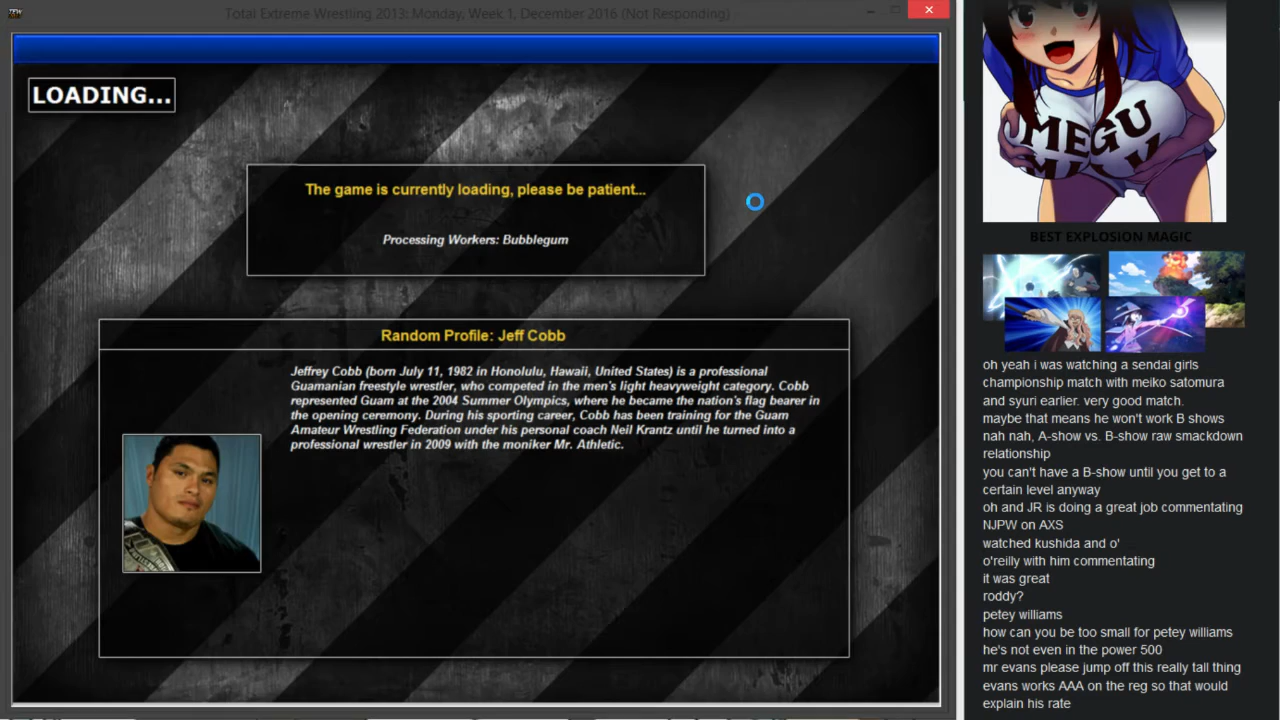 Total Extreme Wrestling 2013: Monday, Week 1, December 2016 (Not Responding)
LOADING...
The game is currently loading, please be patient...
Processing Workers: Bubblegum
Random Profile: Jeff Cobb
Jeffrey Cobb (born July 11, 1982 in Honolulu, Hawaii, United States) is a professional
Guamanian freestyle wrestler, who competed in the men's light heavyweight category. Cobb
represented Guam at the 2004 Summer Olympics, where he became the nation's flag bearer in
the opening ceremony. During his sporting career, Cobb has been training for the Guam
Amateur Wrestling Federation under his personal coach Neil Krantz until he turned into a
professional wrestler in 2009 with the moniker Mr. Athletic.
MEGU
BEST EXPLOSION MAGIC
oh yeah i was watching a sendai girls
championship match with meiko satomura
and syuri earlier. very good match.
maybe that means he won't work B shows
nah nah, A-show vs. B-show raw smackdown
relationship
you can't have a B-show until you get to a
certain level anyway
oh and JR is doing a great job commentating
NJPW on AXS
watched kushida and o'
o'reilly with him commentating
it was great
roddy?
petey williams
how can you be too small for petey williams
he's not even in the power 500
mr evans please jump off this really tall thing
evans works AAA on the reg so that would
explain his rate